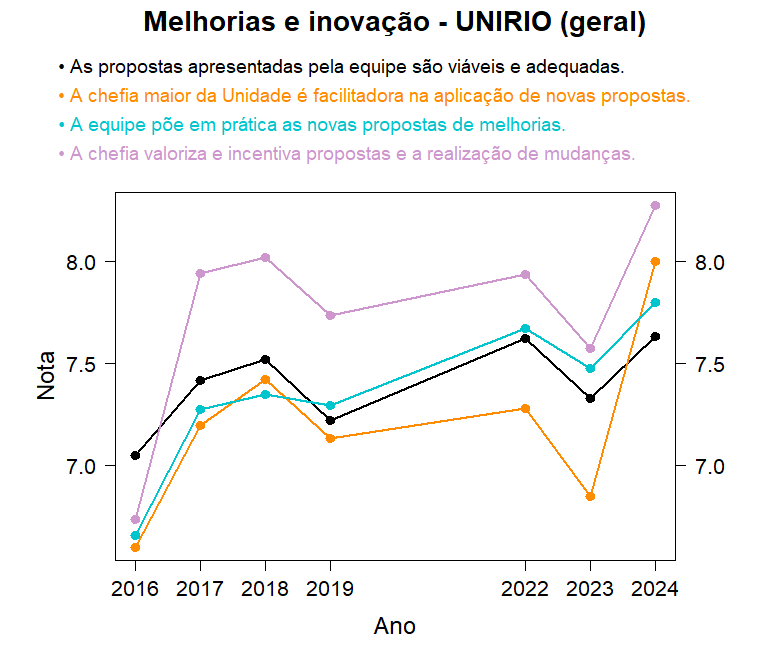 Melhorias e inovação - UNIRIO (geral)
• As propostas apresentadas pela equipe são viáveis e adequadas.
• A chefia maior da Unidade é facilitadora na aplicação de novas propostas.
• A equipe põe em prática as novas propostas de melhorias.
• A chefia valoriza e incentiva propostas e a realização de mudanças.
8.0 8.0
7.5 7.5
Nota
7.0 7.0
2016 2017 2018 2019 2022 2023 2024
Ano